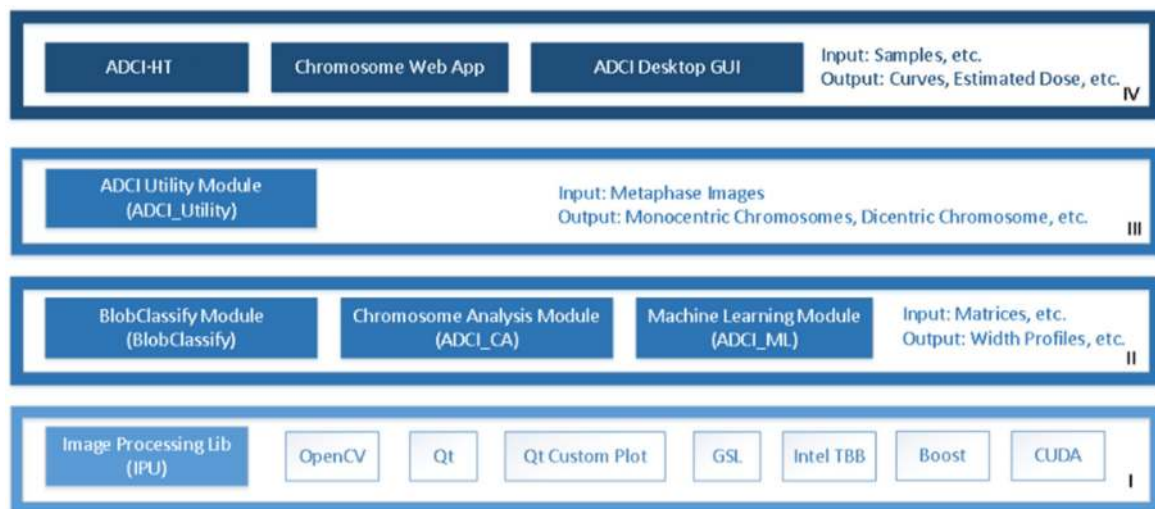 ADCI-HT
Chromosome Web App
ADCI Desktop GUI
Input: Samples, etc.
Output: Curves, Estimated Dose, etc.
IV
ADCI Utility Module
(ADCI_Utility)
Input: Metaphase Images
Output: Monocentric Chromosomes, Dicentric Chromosome, etc.
III
BlobClassify Module
(BlobClassify)
Chromosome Analysis Module
(ADCI_CA)
Machine Learning Module
(ADCI_ML)
Input: Matrices, etc.
Output: Width Profiles, etc.
II
Image Processing Lib
(IPU)
OpenCV
Qt
Qt Custom Plot
GSL
Intel TBB
Boost
CUDA
I